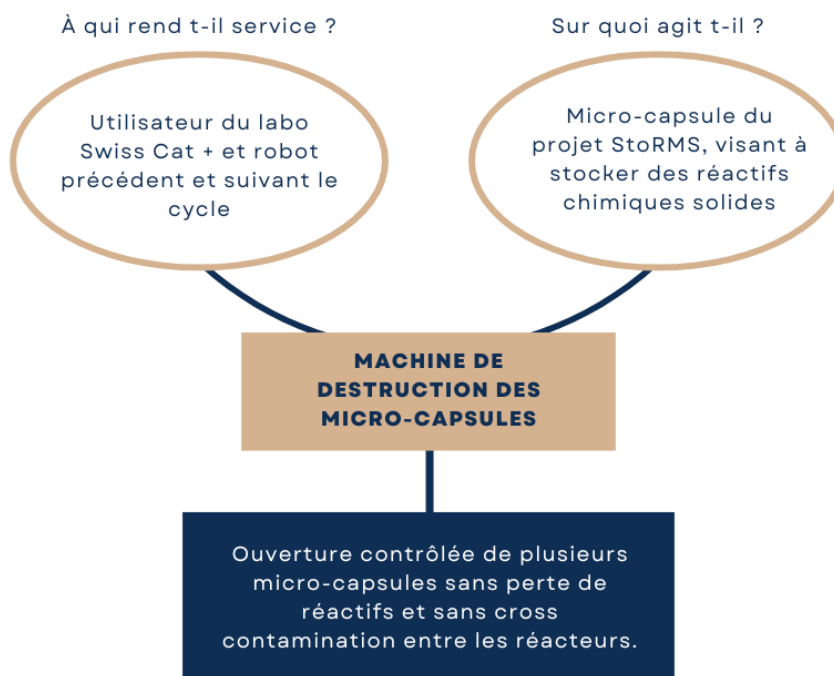 À qui rend t-il service ?
Sur quoi agit t-il ?
Utilisateur du labo
Swiss Cat + et robot
précédent et suivant le
cycle
Micro-capsule du
projet StoRMS, visant à
stocker des réactifs
chimiques solides
MACHINE DE
DESTRUCTION DES
MICRO-CAPSULES
Ouverture contrôlée de plusieurs
micro-capsules sans perte de
réactifs et sans cross
contamination entre les réacteurs.